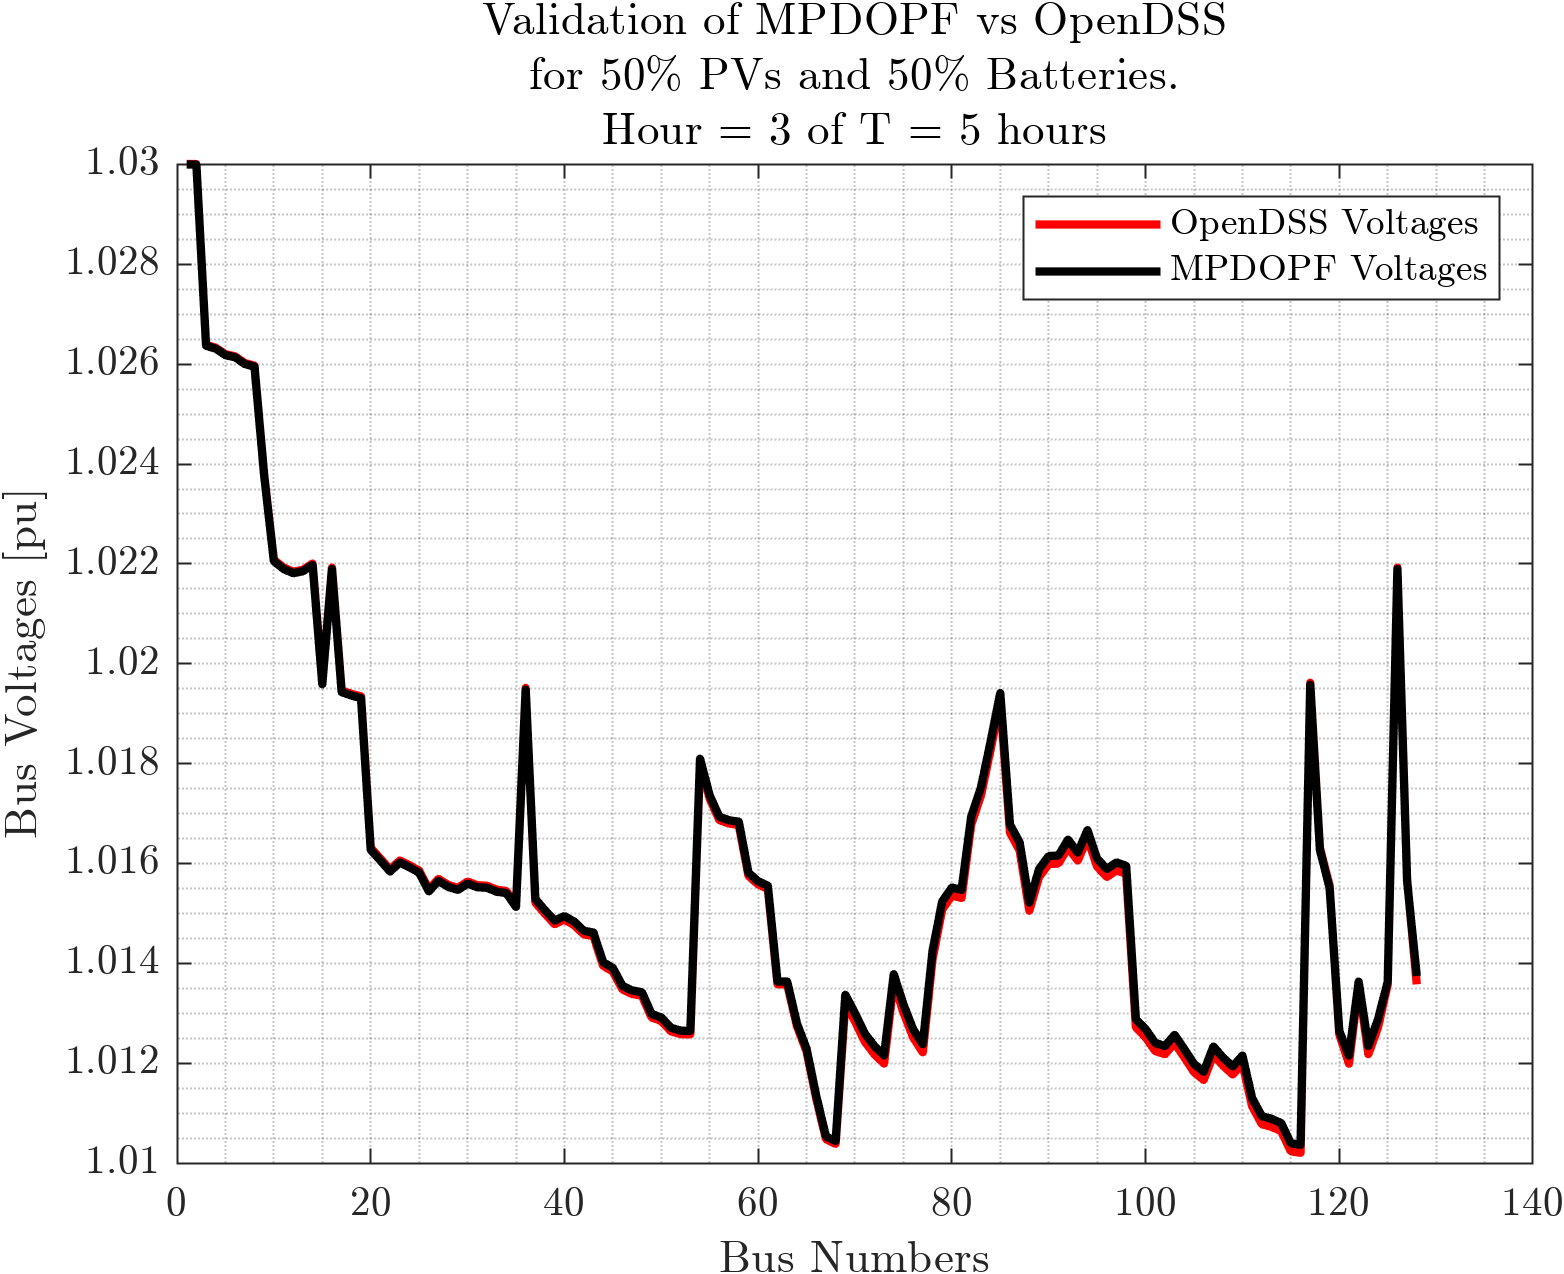 Validation of MPDOPF vs OpenDSS
for 50% PVs and 50% Batteries.
Hour = 3 of T = 5 hours
OpenDSS Voltages
MPDOPF Voltages
Bus Voltages [pu]
1.03
1.028
1.026
1.024
1.022
1.02
1.018
1.016
1.014
1.012
1.01
0 20 40 60 80 100 120 140
Bus Numbers